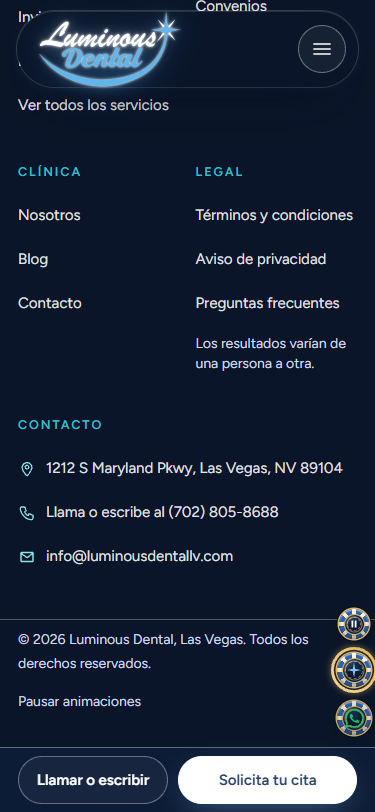 Convenios
Luminous
Dental
Ver todos los servicios
CLÍNICA
Nosotros
Blog
Contacto
LEGAL
Términos y condiciones
Aviso de privacidad
Preguntas frecuentes
Los resultados varían de
una persona a otra.
CONTACTO
1212 S Maryland Pkwy, Las Vegas, NV 89104
Llama o escribe al (702) 805-8688
info@luminousdentallv.com
© 2026 Luminous Dental, Las Vegas. Todos los
derechos reservados.
Pausar animaciones
Llamar o escribir
Solicita tu cita